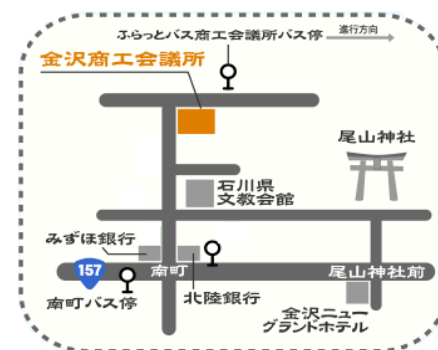 ふらっとバス商工会議所バス停
進行方向
金沢商工会議所
尾山神社
石川県
文教会館
みずほ銀行
157
南町
尾山神社前
南町バス停
北陸銀行
金沢ニュー
グランドホテル